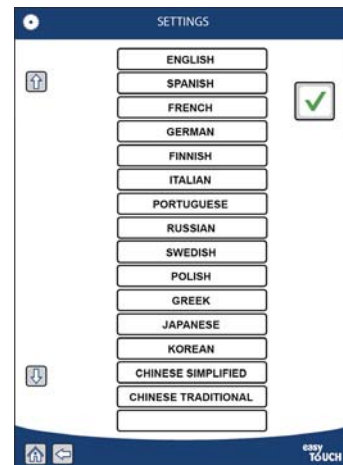 SETTINGS
ENGLISH
SPANISH
FRENCH
GERMAN
FINNISH
ITALIAN
PORTUGUESE
RUSSIAN
SWEDISH
POLISH
GREEK
JAPANESE
KOREAN
CHINESE SIMPLIFIED
CHINESE TRADITIONAL
easy
TOUCH